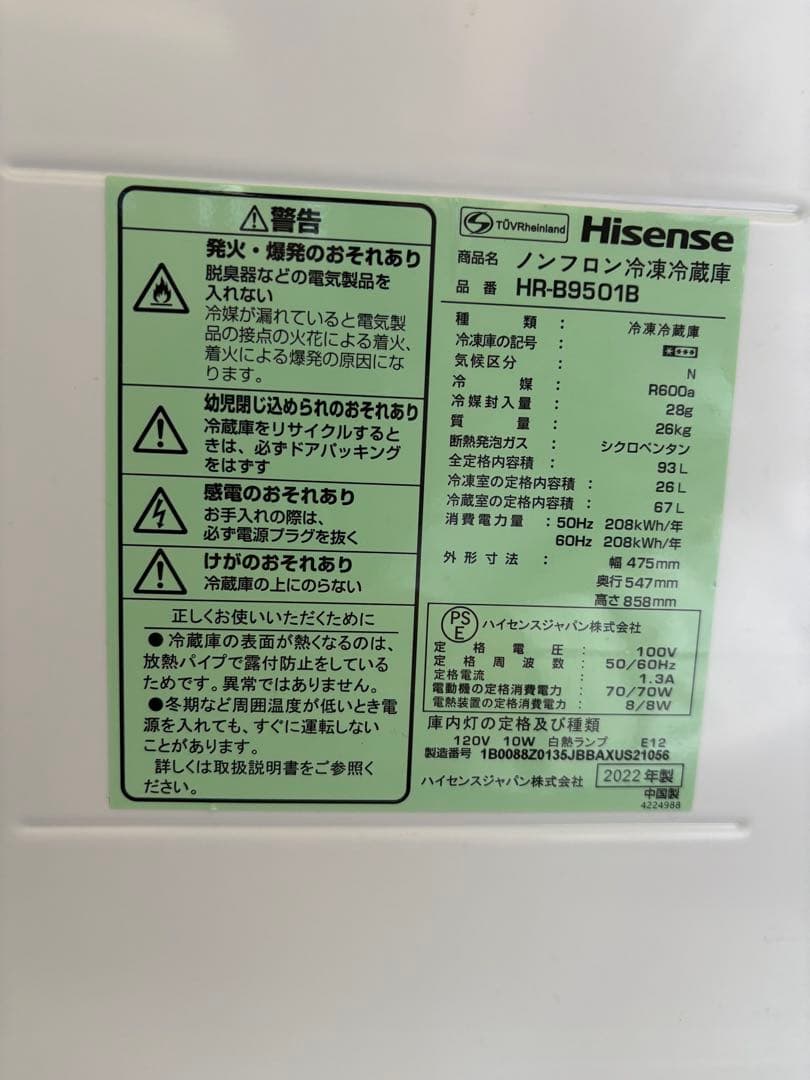 ⚠警告
発火・爆発のおそれあり
脱臭器などの電気製品を
入れない
冷媒が漏れていると電気製
品の接点の火花による着火、
着火による爆発の原因にな
ります。
幼児閉じ込められのおそれあり
冷蔵庫をリサイクルすると
きは、必ずドアパッキング
をはずす
感電のおそれあり
お手入れの際は、
必ず電源プラグを抜く
けがのおそれあり
冷蔵庫の上にのらない
正しくお使いいただくために
●冷蔵庫の表面が熱くなるのは、
放熱パイプで露付防止をしている
ためです。異常ではありません。
●冬期など周囲温度が低いとき電
源を入れても、すぐに運転しない
ことがあります。
詳しくは取扱説明書をご参照く
ださい。
TÜVRheinland Hisense
商品名 ノンフロン冷凍冷蔵庫
品番 HR-B9501B
種類 : 冷凍冷蔵庫
冷凍庫の記号 : ****
気候区分 : N
冷媒 : R600a
冷媒封入量 : 28g
質量 : 26kg
断熱発泡ガス : シクロペンタン
全定格内容積 : 93L
冷凍室の定格内容積 : 26L
冷蔵室の定格内容積 : 67L
消費電力量 : 50Hz 208kWh/年
60Hz 208kWh/年
外形寸法 : 幅 475mm
奥行547mm
高さ858mm
PSE ハイセンスジャパン株式会社
定格電圧 : 100V
定格周波数 : 50/60Hz
定格電流 : 1.3A
電動機の定格消費電力 : 70/70W
電熱装置の定格消費電力 : 8/8W
庫内灯の定格及び種類
120V 10W 白熱ランプ E12
製造番号 1B0088Z0135JBBAXUS21056
ハイセンスジャパン株式会社 2022年製
中国製
4224988